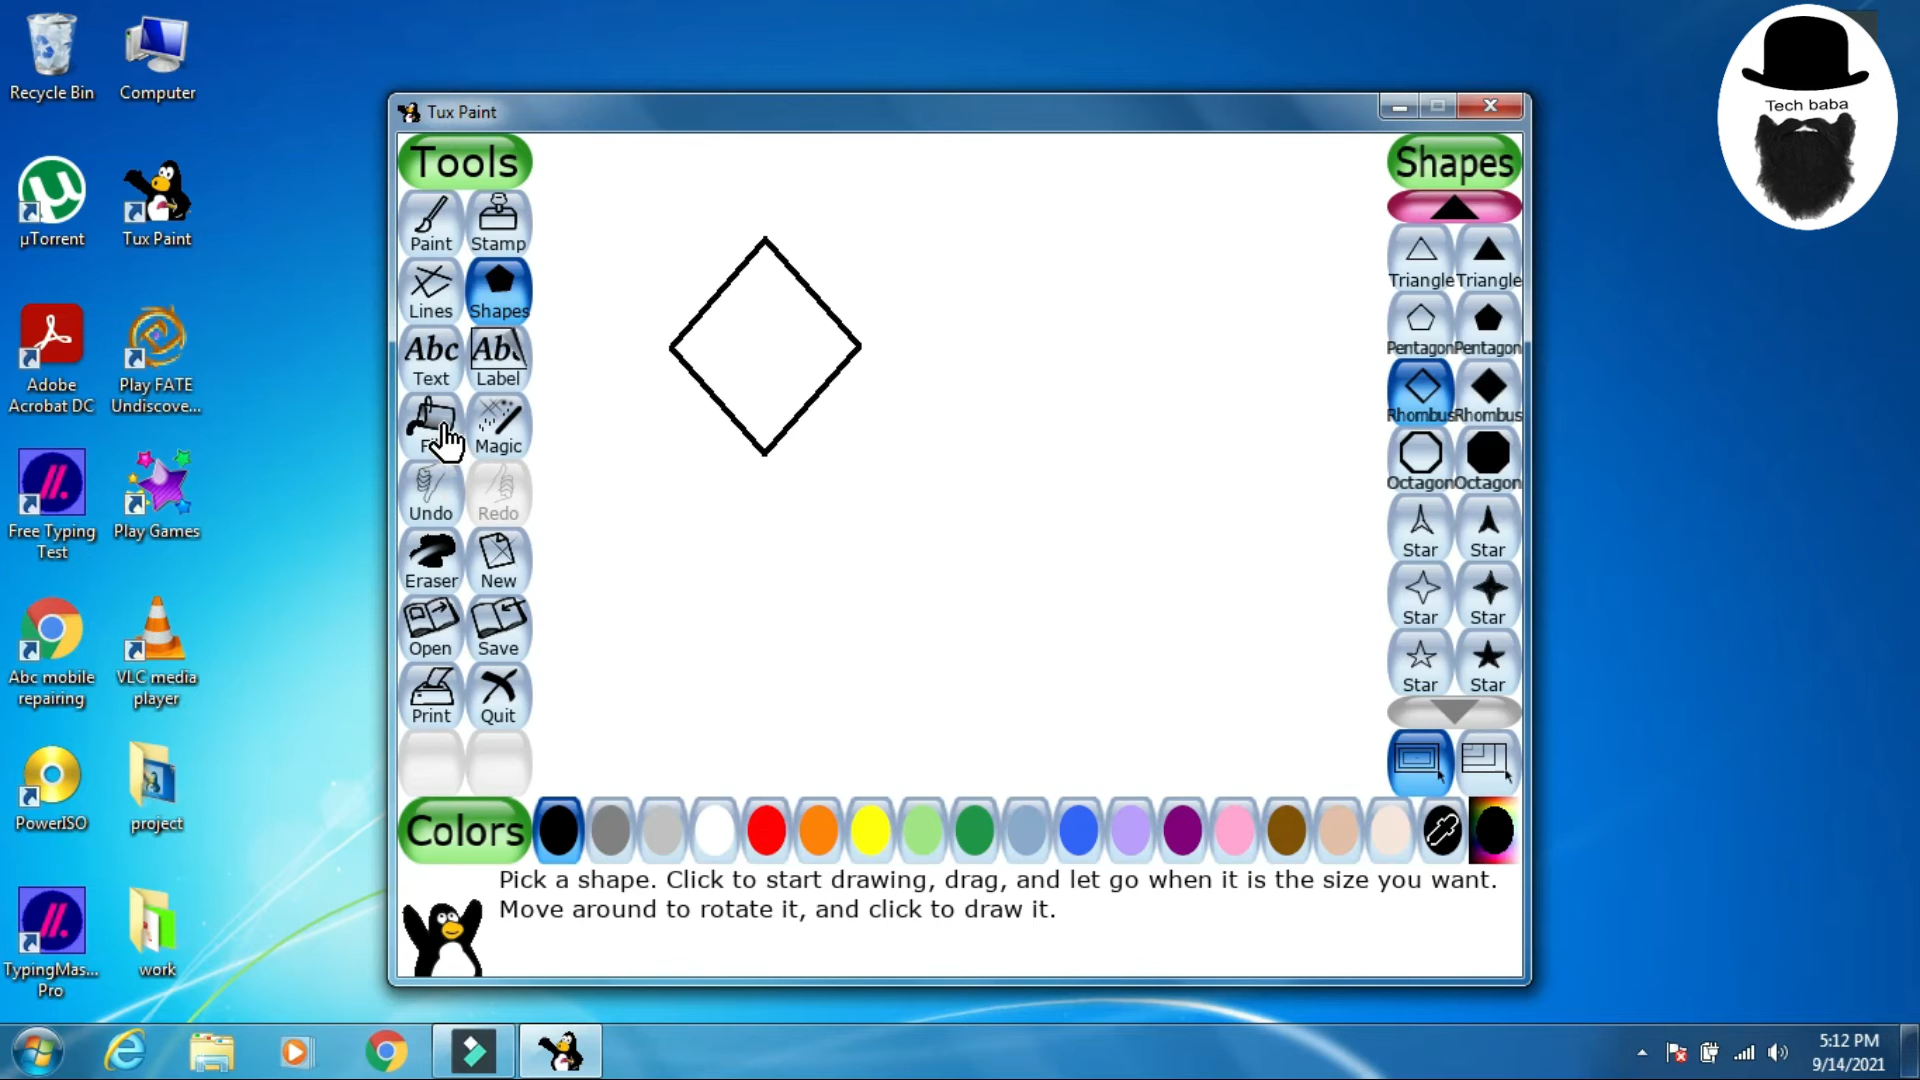 Recycle Bin
Computer
µTorrent
Tux Paint
Adobe
Acrobat DC
Play FATE
Undiscove...
Free Typing
Test
Play Games
Abc mobile
repairing
VLC media
player
PowerISO
project
TypingMas...
Pro
work
Tech baba
Tux Paint
Tools
Paint
Stamp
Lines
Shapes
Abc
Text
Label
Magic
Undo
Redo
Eraser
New
Open
Save
Print
Quit
Shapes
Triangle
Triangle
Pentagon
Pentagon
Rhombus
Rhombus
Octagon
Octagon
Star
Star
Star
Star
Star
Star
Colors
Pick a shape. Click to start drawing, drag, and let go when it is the size you want.
Move around to rotate it, and click to draw it.
5:12 PM
9/14/2021